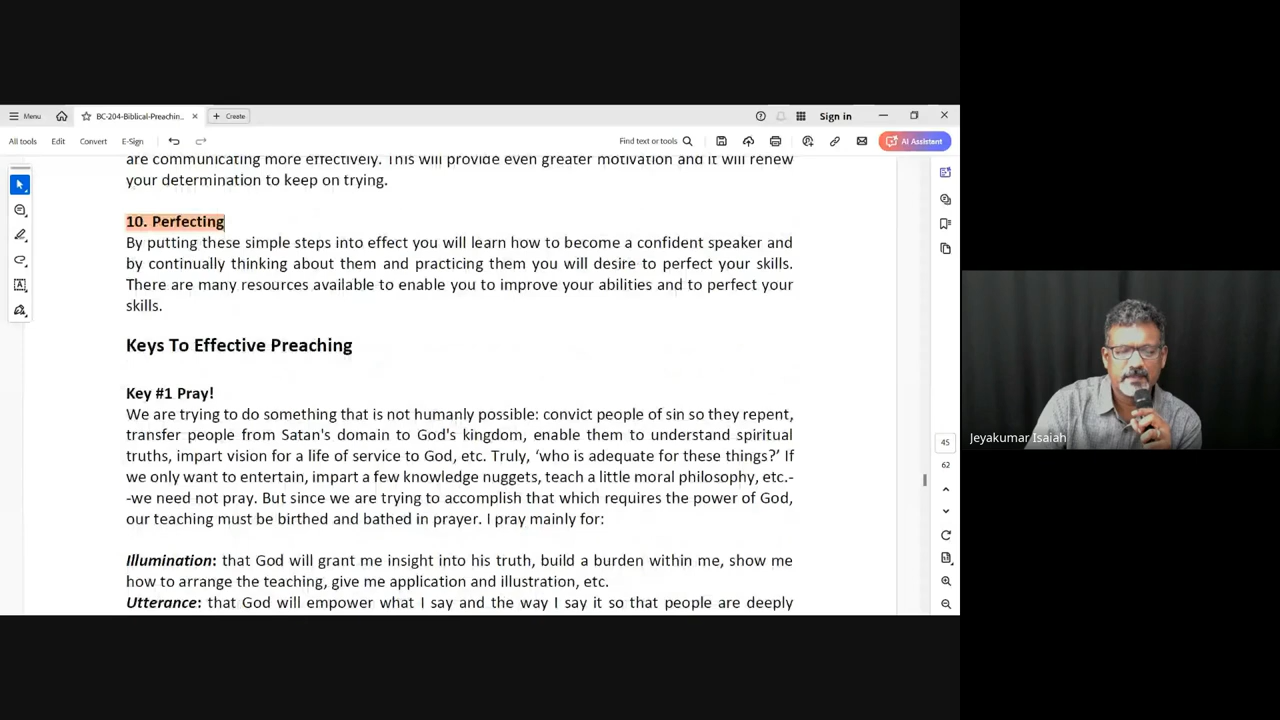 Menu
BC-204-Biblical-Preachin...
Create
Sign in
All tools Edit Convert E-Sign
Find text or tools
AI Assistant
are communicating more effectively. This will provide even greater motivation and it will renew
your determination to keep on trying.
10. Perfecting
By putting these simple steps into effect you will learn how to become a confident speaker and
by continually thinking about them and practicing them you will desire to perfect your skills.
There are many resources available to enable you to improve your abilities and to perfect your
skills.
Keys To Effective Preaching
Key #1 Pray!
We are trying to do something that is not humanly possible: convict people of sin so they repent,
transfer people from Satan's domain to God's kingdom, enable them to understand spiritual
truths, impart vision for a life of service to God, etc. Truly, ‘who is adequate for these things?’ If
we only want to entertain, impart a few knowledge nuggets, teach a little moral philosophy, etc.-
-we need not pray. But since we are trying to accomplish that which requires the power of God,
our teaching must be birthed and bathed in prayer. I pray mainly for:
Illumination: that God will grant me insight into his truth, build a burden within me, show me
how to arrange the teaching, give me application and illustration, etc.
Utterance: that God will empower what I say and the way I say it so that people are deeply
45
62
Jeyakumar Isaiah